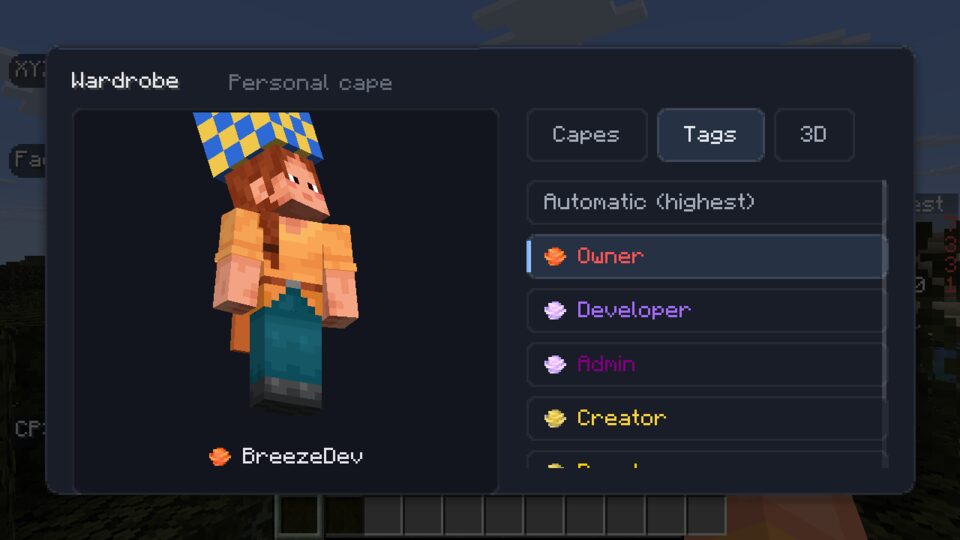 Wardrobe
Personal cape
Capes
Tags
3D
Automatic (highest)
Owner
Developer
Admin
Creator
BreezeDev